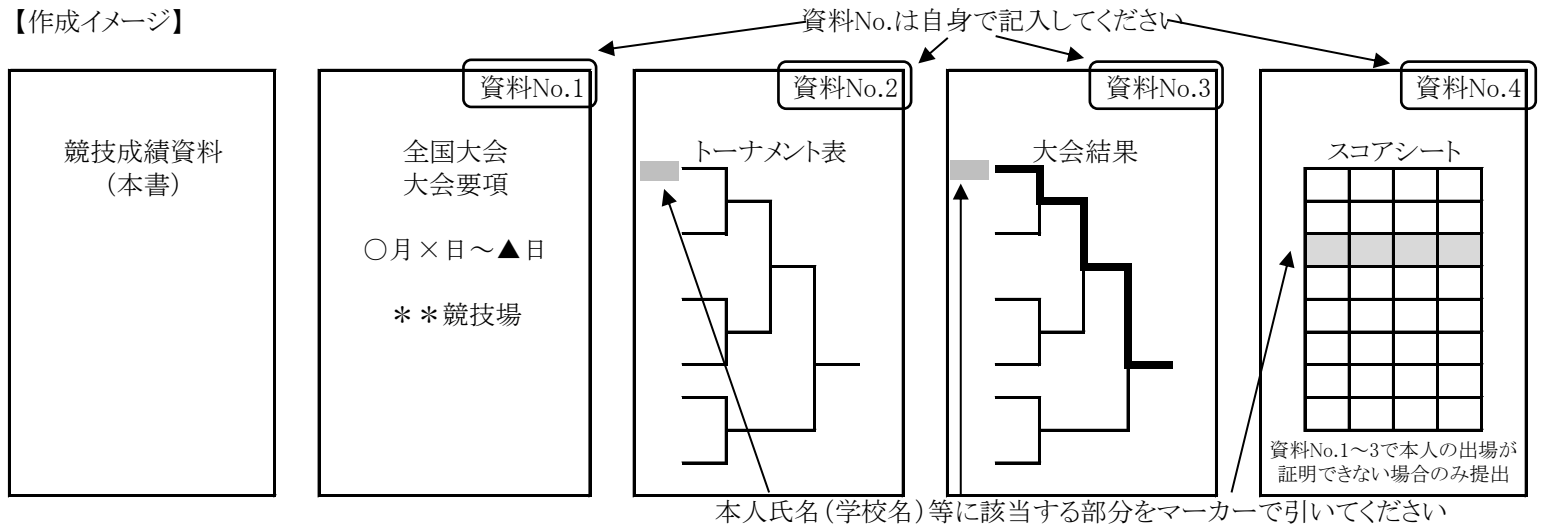 【作成イメージ】
資料No.は自身で記入してください
競技成績資料
（本書）
資料No.1
全国大会
大会要項
○月×日～▲日
＊＊競技場
資料No.2
トーナメント表
資料No.3
大会結果
資料No.4
スコアシート
資料No.1～3で本人の出場が
証明できない場合のみ提出
本人氏名（学校名）等に該当する部分をマーカーで引いてください